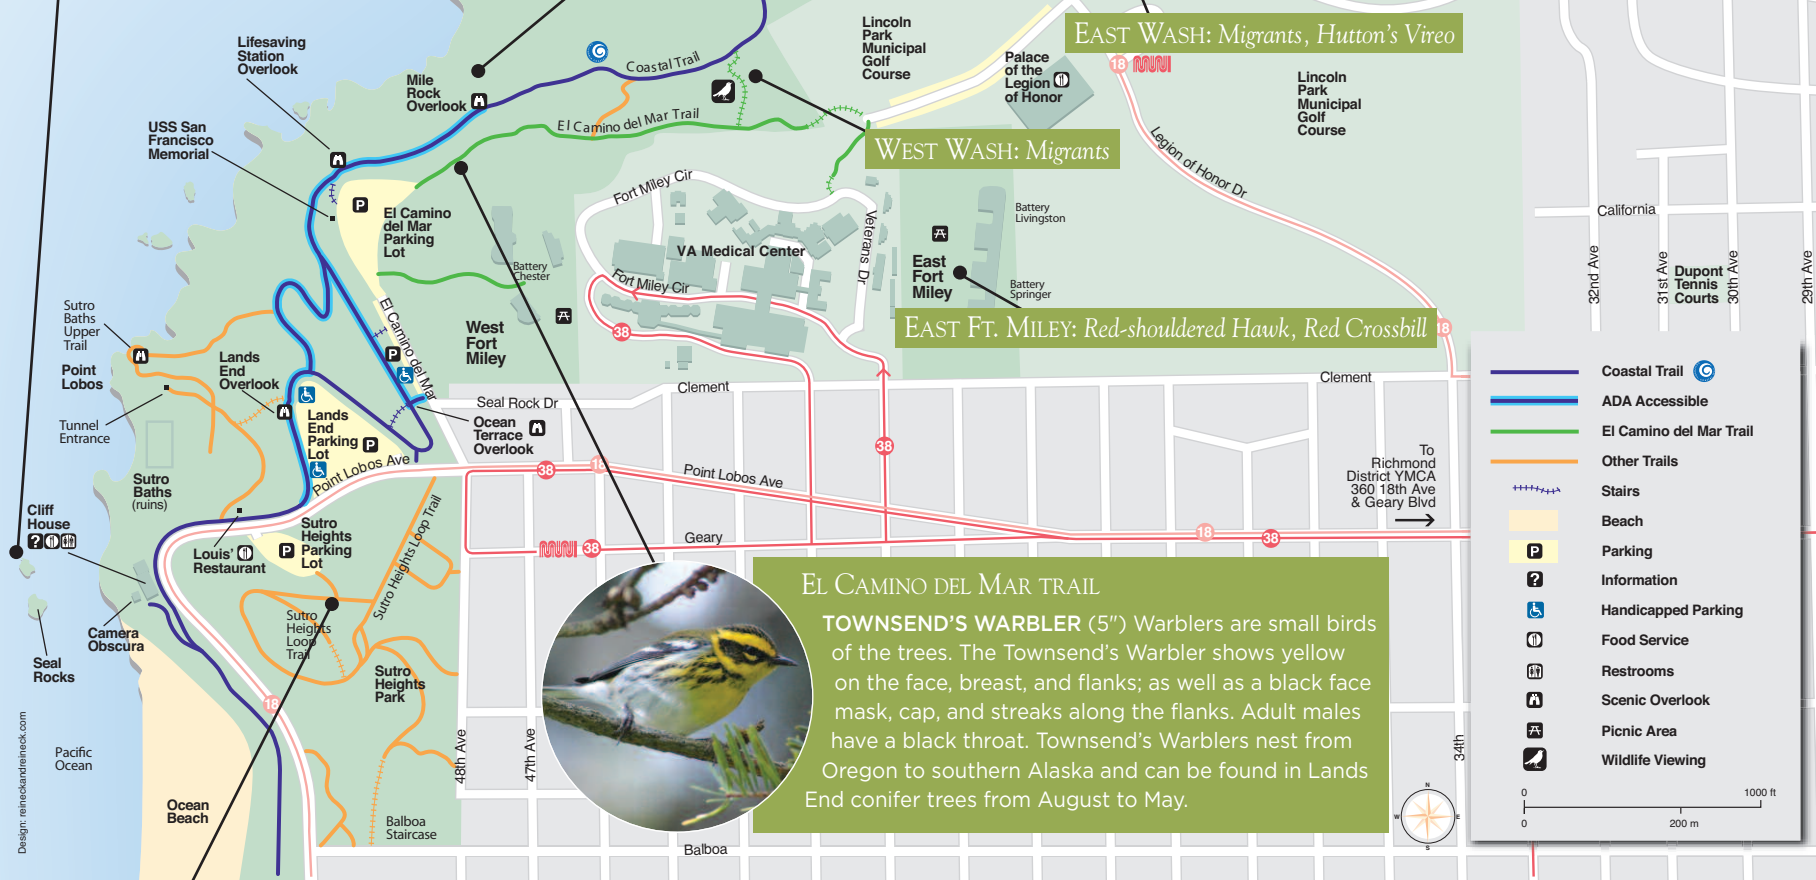 Lifesaving
Station
Overlook
Mile
Rock
Overlook
Coastal Trail
Lincoln
Park
Municipal
Golf
Course
EAST WASH: Migrants, Hutton's Vireo
Palace
of the
Legion
of Honor
18 MUNI
Lincoln
Park
Municipal
Golf
Course
USS San
Francisco
Memorial
El Camino del Mar Trail
WEST WASH: Migrants
Legion of Honor Dr
P
El Camino
del Mar
Parking
Lot
Fort Miley Cir
Veterans Dr
VA Medical Center
Battery
Livingston
California
32nd Ave
31st Ave
Dupont
Tennis
Courts
30th Ave
29th Ave
Battery
Chester
Fort Miley Cir
East
Fort
Miley
Battery
Springer
EAST FT. MILEY: Red-shouldered Hawk, Red Crossbill
18
38
Sutro
Baths
Upper
Trail
El Camino del Mar
West
Fort
Miley
P
Point
Lobos
Lands
End
Overlook
Clement
Clement
Seal Rock Dr
Tunnel
Entrance
Lands
End
Parking
Lot
P
Ocean
Terrace
Overlook
38
Point Lobos Ave
38
18
Point Lobos Ave
To
Richmond
District YMCA
360 18th Ave
& Geary Blvd
Sutro
Baths
(ruins)
Cliff
House
?
Louis'
Restaurant
Sutro
Heights
Parking
Lot
P
Sutro Heights Loop Trail
MUNI 38
Geary
18
38
Camera
Obscura
Sutro
Heights
Loop
Trail
Seal
Rocks
Sutro
Heights
Park
18
Pacific
Ocean
Ocean
Beach
Balboa
Staircase
48th Ave
47th Ave
34th
Balboa
Design: reineckandreineck.com
EL CAMINO DEL MAR TRAIL
TOWNSEND'S WARBLER (5") Warblers are small birds
of the trees. The Townsend's Warbler shows yellow
on the face, breast, and flanks; as well as a black face
mask, cap, and streaks along the flanks. Adult males
have a black throat. Townsend's Warblers nest from
Oregon to southern Alaska and can be found in Lands
End conifer trees from August to May.
N
W
E
S
Coastal Trail
ADA Accessible
El Camino del Mar Trail
Other Trails
Stairs
Beach
P Parking
? Information
Handicapped Parking
Food Service
Restrooms
Scenic Overlook
Picnic Area
Wildlife Viewing
0 1000 ft
0 200 m